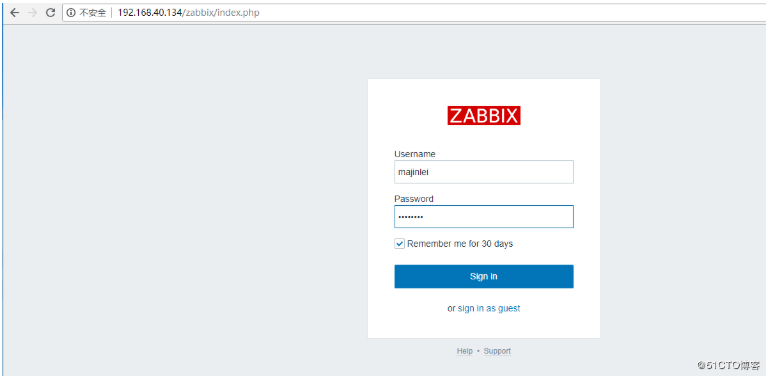 不安全 192.168.40.134/zabbix/index.php
ZABBIX
Username
majinlei
Password
••••••••
Remember me for 30 days
Sign in
or sign in as guest
Help • Support
@51CTO博客